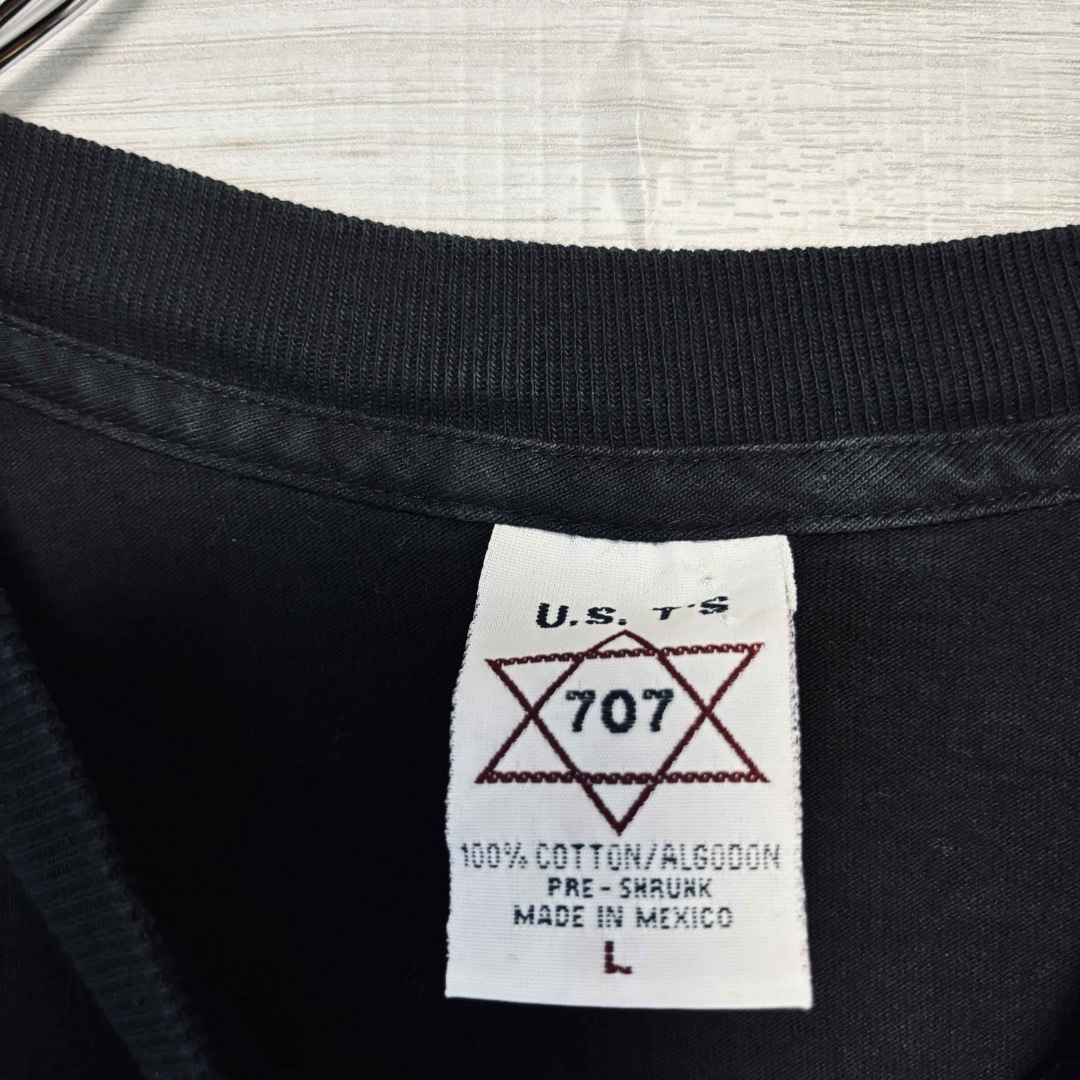 U.S. T'S
707
100% COTTON/ALGODON
PRE-SHRUNK
MADE IN MEXICO
L